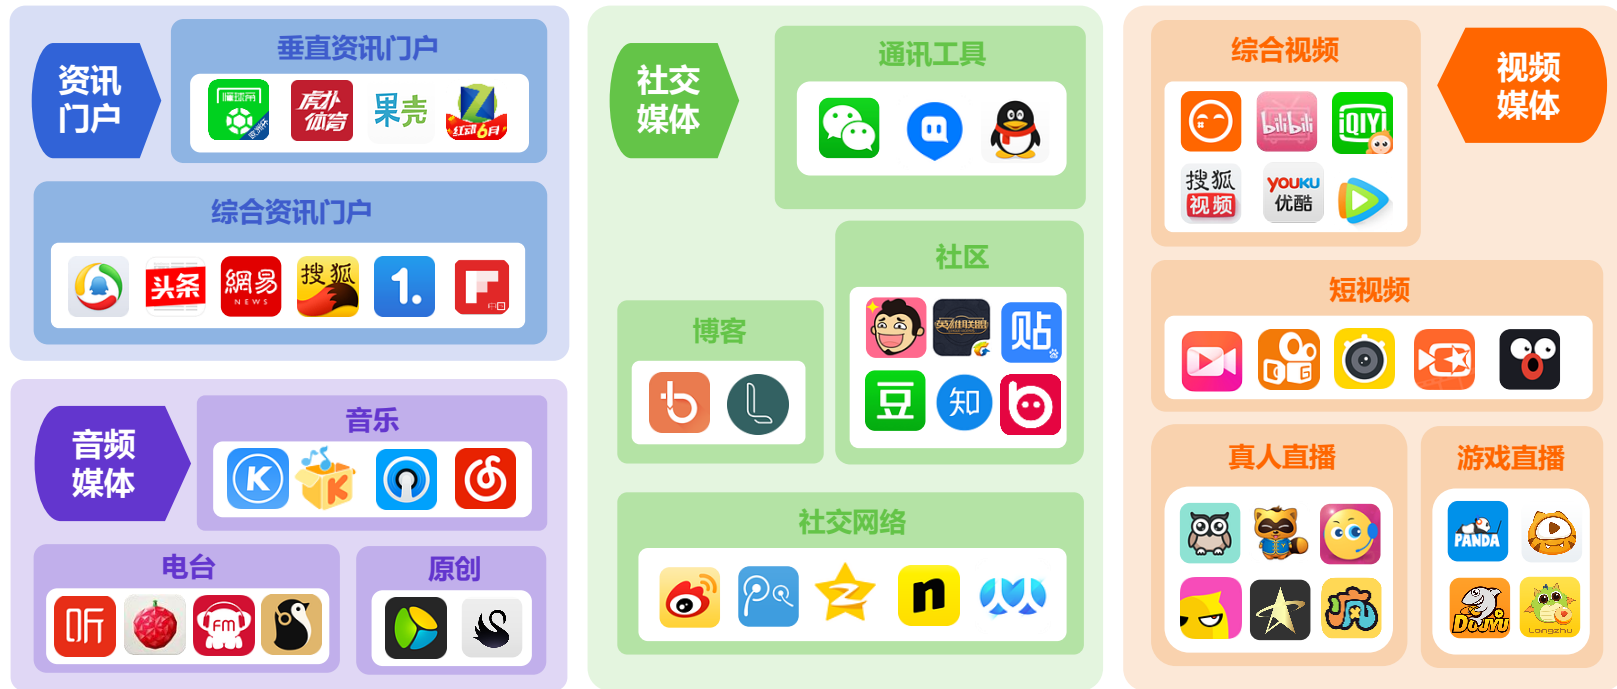 资讯
门户
垂直资讯门户
懂球帝
欧洲杯
虎扑
体育
果壳
红动6月
综合资讯门户
头条
網易
NEWS
搜狐
1.
音频
媒体
音乐
K
K
电台
听
FM
原创
社交
媒体
通讯工具
社区
英雄联盟
贴
豆
知
博客
b
L
社交网络
n
视频
媒体
综合视频
bilibili
iQIYI
搜狐
视频
YOUKU
优酷
短视频
G
真人直播
疯
游戏直播
PANDA
DOUYU
Longzhu